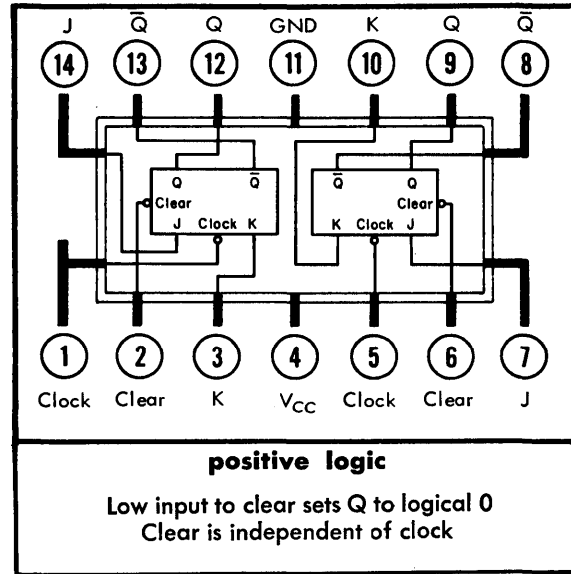 J Q̅ Q GND K Q Q̅
14 13 12 11 10 9 8
Q Q̅ Q̅ Q
Clear Clear
J Clock K K Clock J
1 2 3 4 5 6 7
Clock Clear K VCC Clock Clear J
positive logic
Low input to clear sets Q to logical 0
Clear is independent of clock